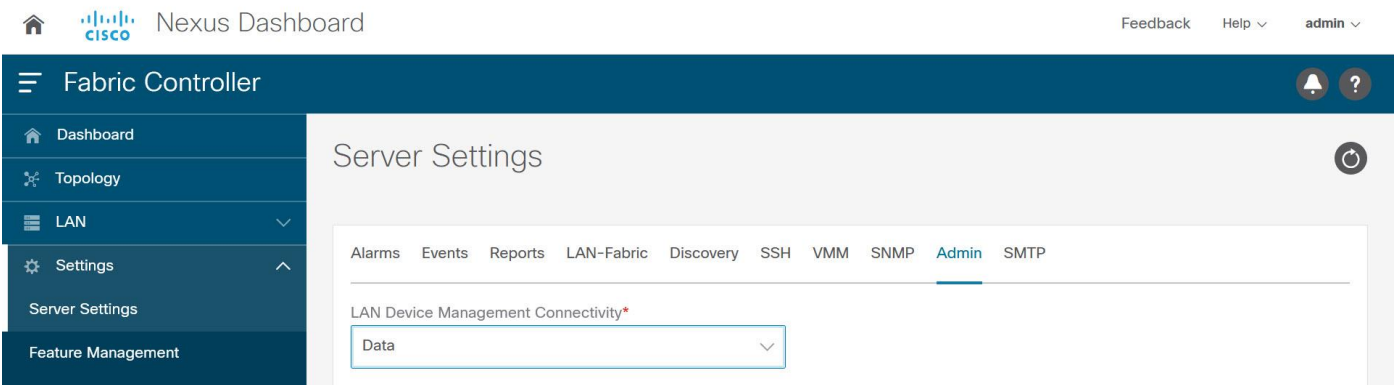 CISCO Nexus Dashboard Feedback Help admin
Fabric Controller ?
Dashboard
Server Settings
Topology
LAN
Alarms Events Reports LAN-Fabric Discovery SSH VMM SNMP Admin SMTP
Settings
Server Settings
LAN Device Management Connectivity*
Data
Feature Management